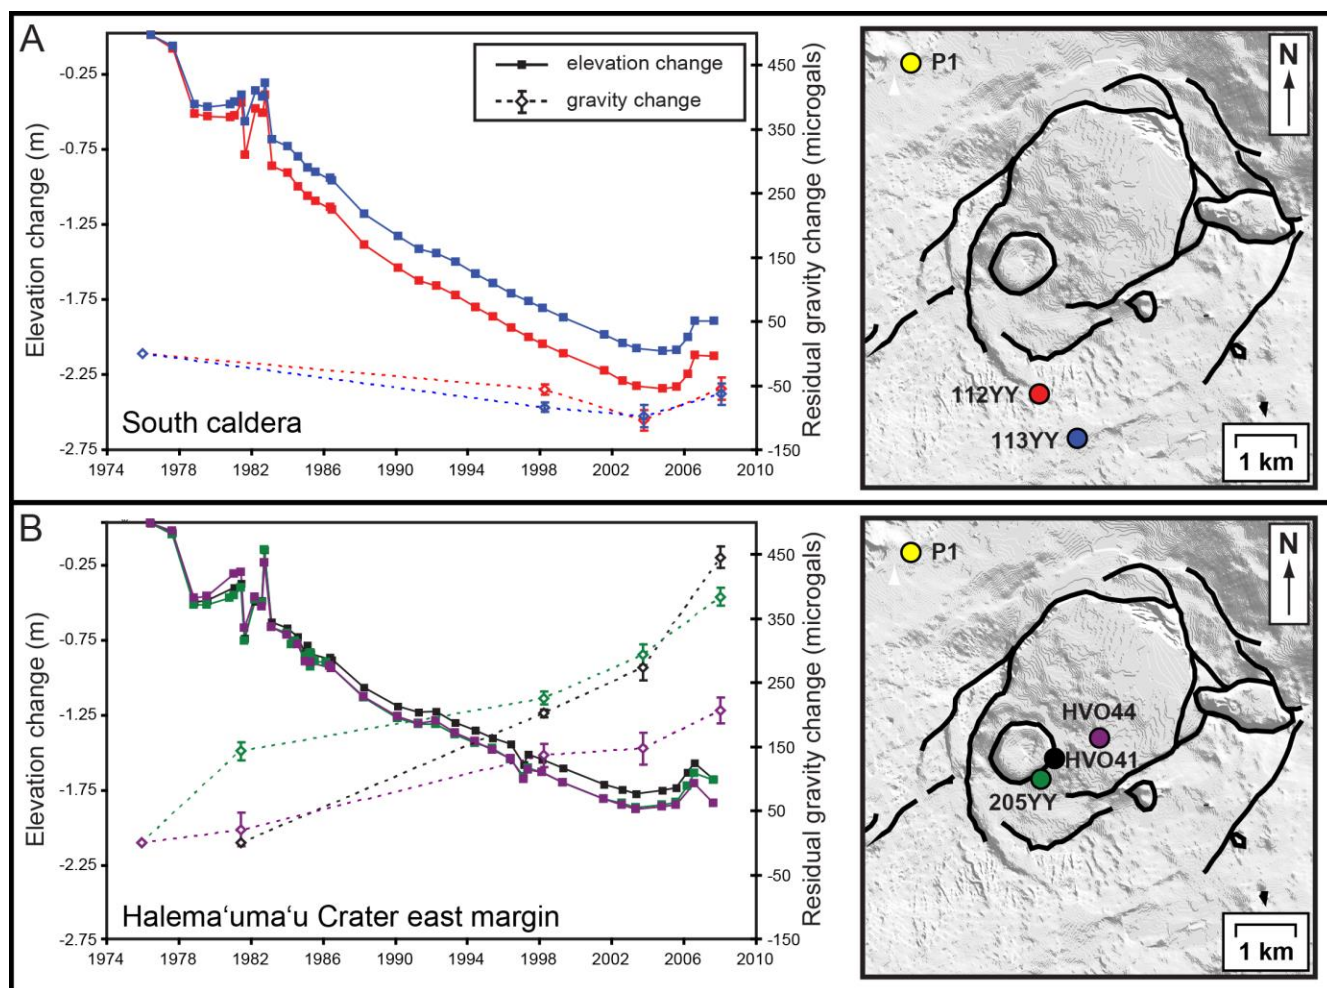 A
elevation change
gravity change
Elevation change (m)
-0.25
-0.75
-1.25
-1.75
-2.25
-2.75
Residual gravity change (microgals)
450
350
250
150
50
-50
-150
South caldera
1974 1978 1982 1986 1990 1994 1998 2002 2006 2010
P1
N
112YY
113YY
1 km
B
Elevation change (m)
-0.25
-0.75
-1.25
-1.75
-2.25
-2.75
Residual gravity change (microgals)
450
350
250
150
50
-50
-150
Halema‘uma‘u Crater east margin
1974 1978 1982 1986 1990 1994 1998 2002 2006 2010
P1
N
HVO44
HVO41
205YY
1 km